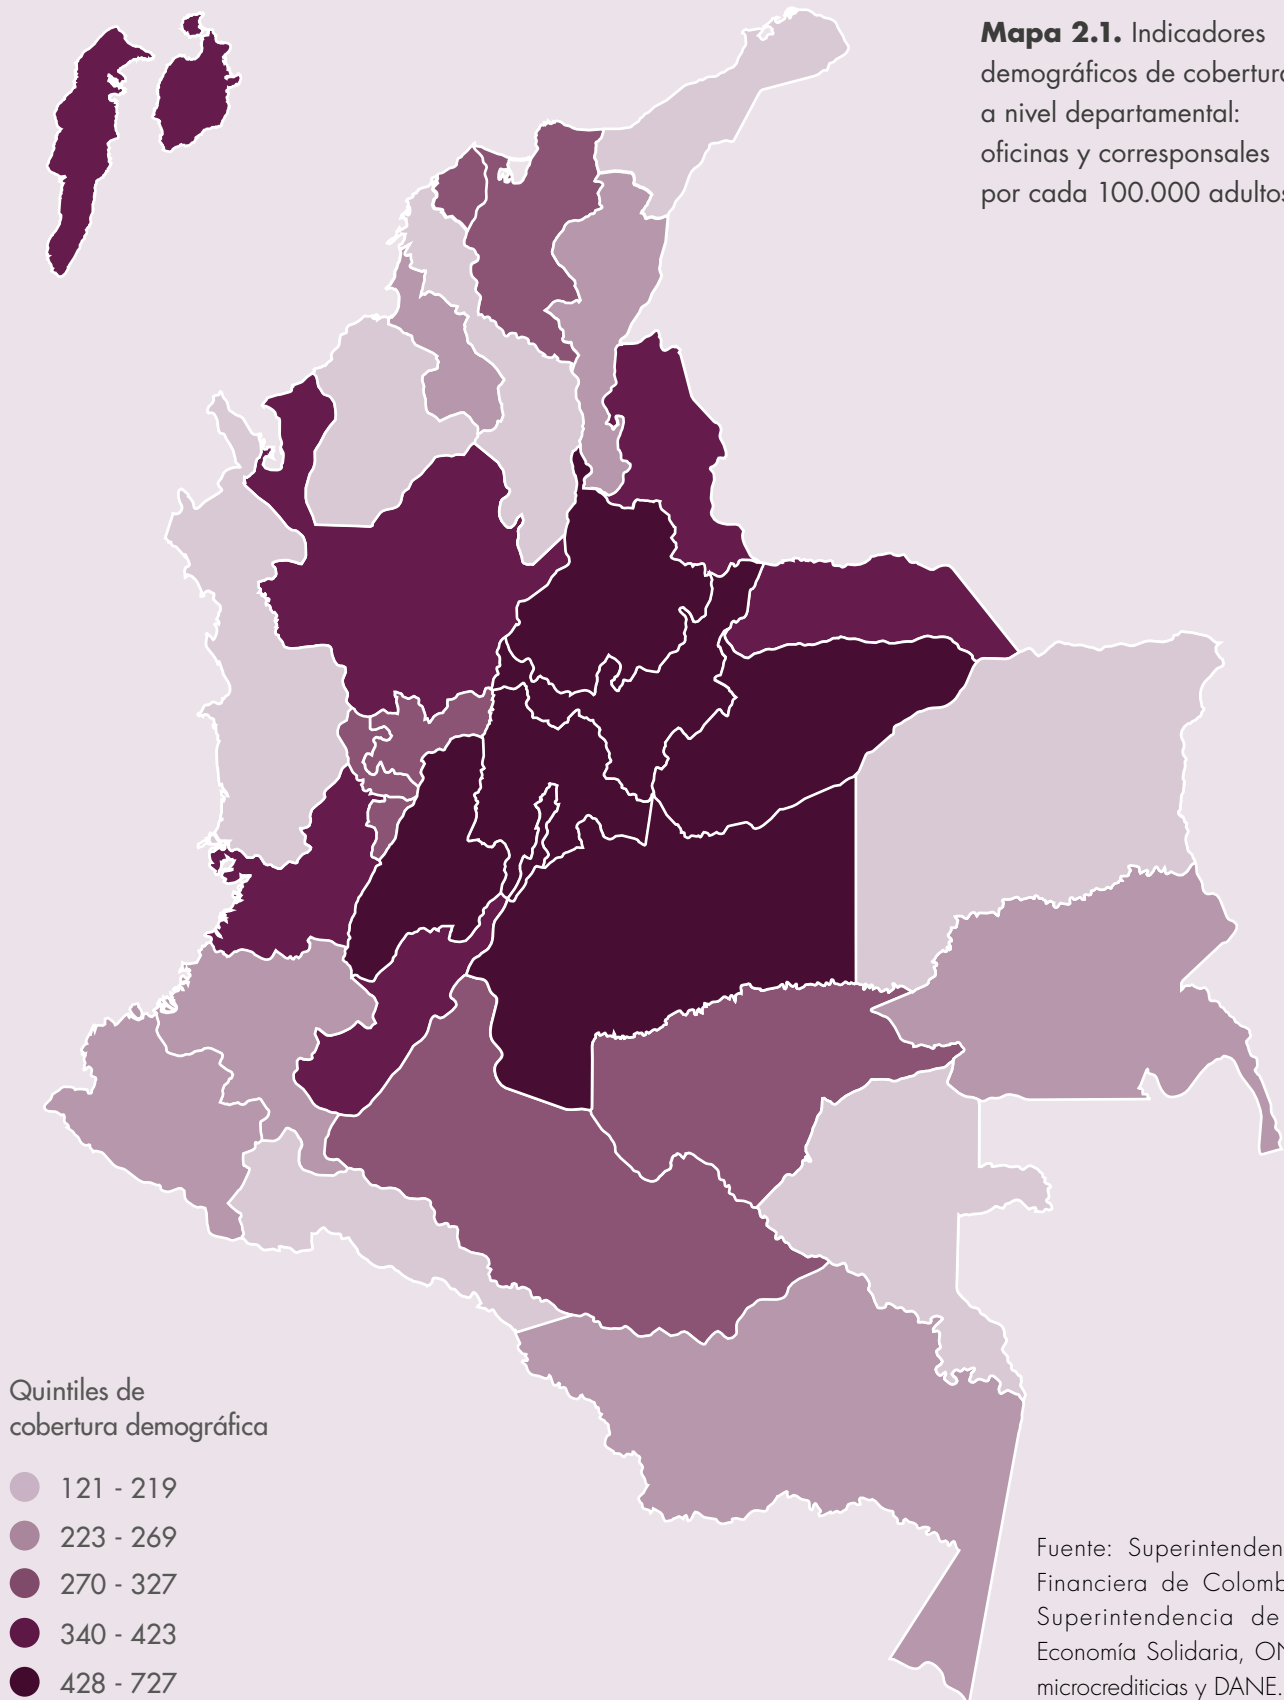 Mapa 2.1. Indicadores
demográficos de cobertura
a nivel departamental:
oficinas y corresponsales
por cada 100.000 adultos
Quintiles de
cobertura demográfica
121 - 219
223 - 269
270 - 327
340 - 423
428 - 727
Fuente: Superintenden
Financiera de Colomb
Superintendencia de
Economía Solidaria, ON
microcrediticias y DANE.